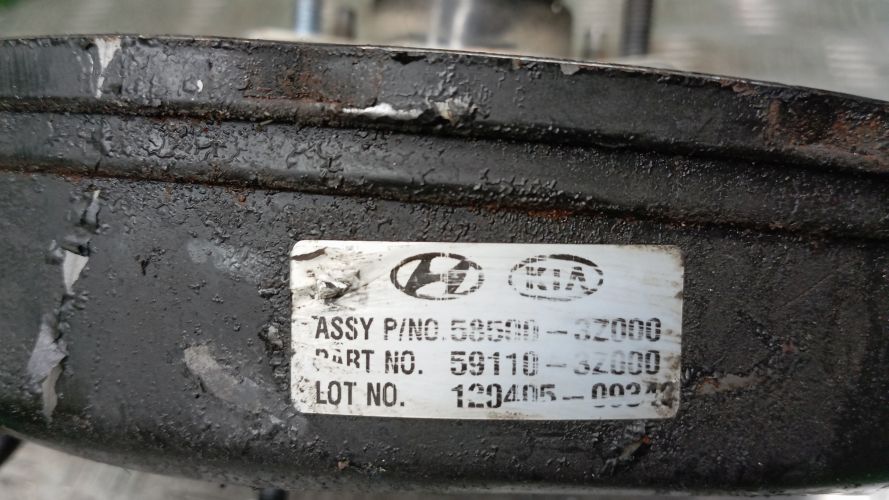 KIA
ASSY P/NO. 58500-3Z000
PART NO. 59110-3Z000
LOT NO.